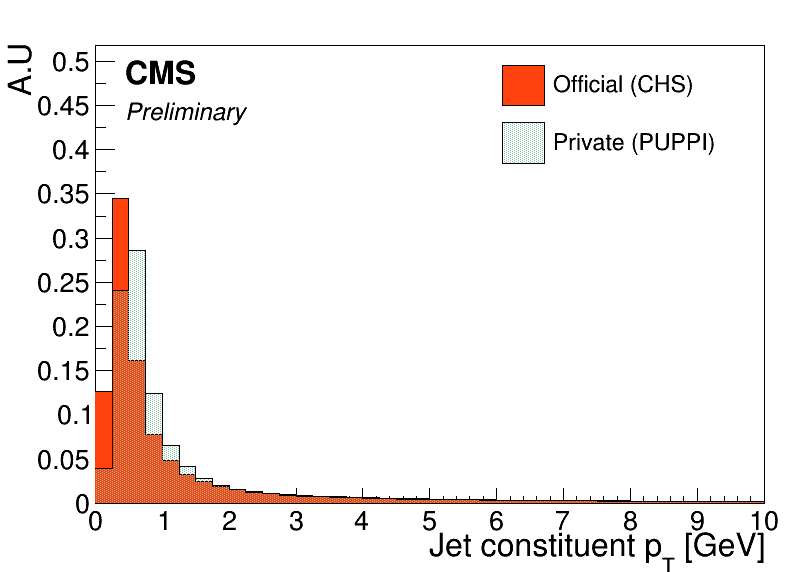 A.U
CMS
Preliminary
Official (CHS)
Private (PUPPI)
0.5
0.45
0.4
0.35
0.3
0.25
0.2
0.15
0.1
0.05
0
0 1 2 3 4 5 6 7 8 9 10
Jet constituent pT [GeV]